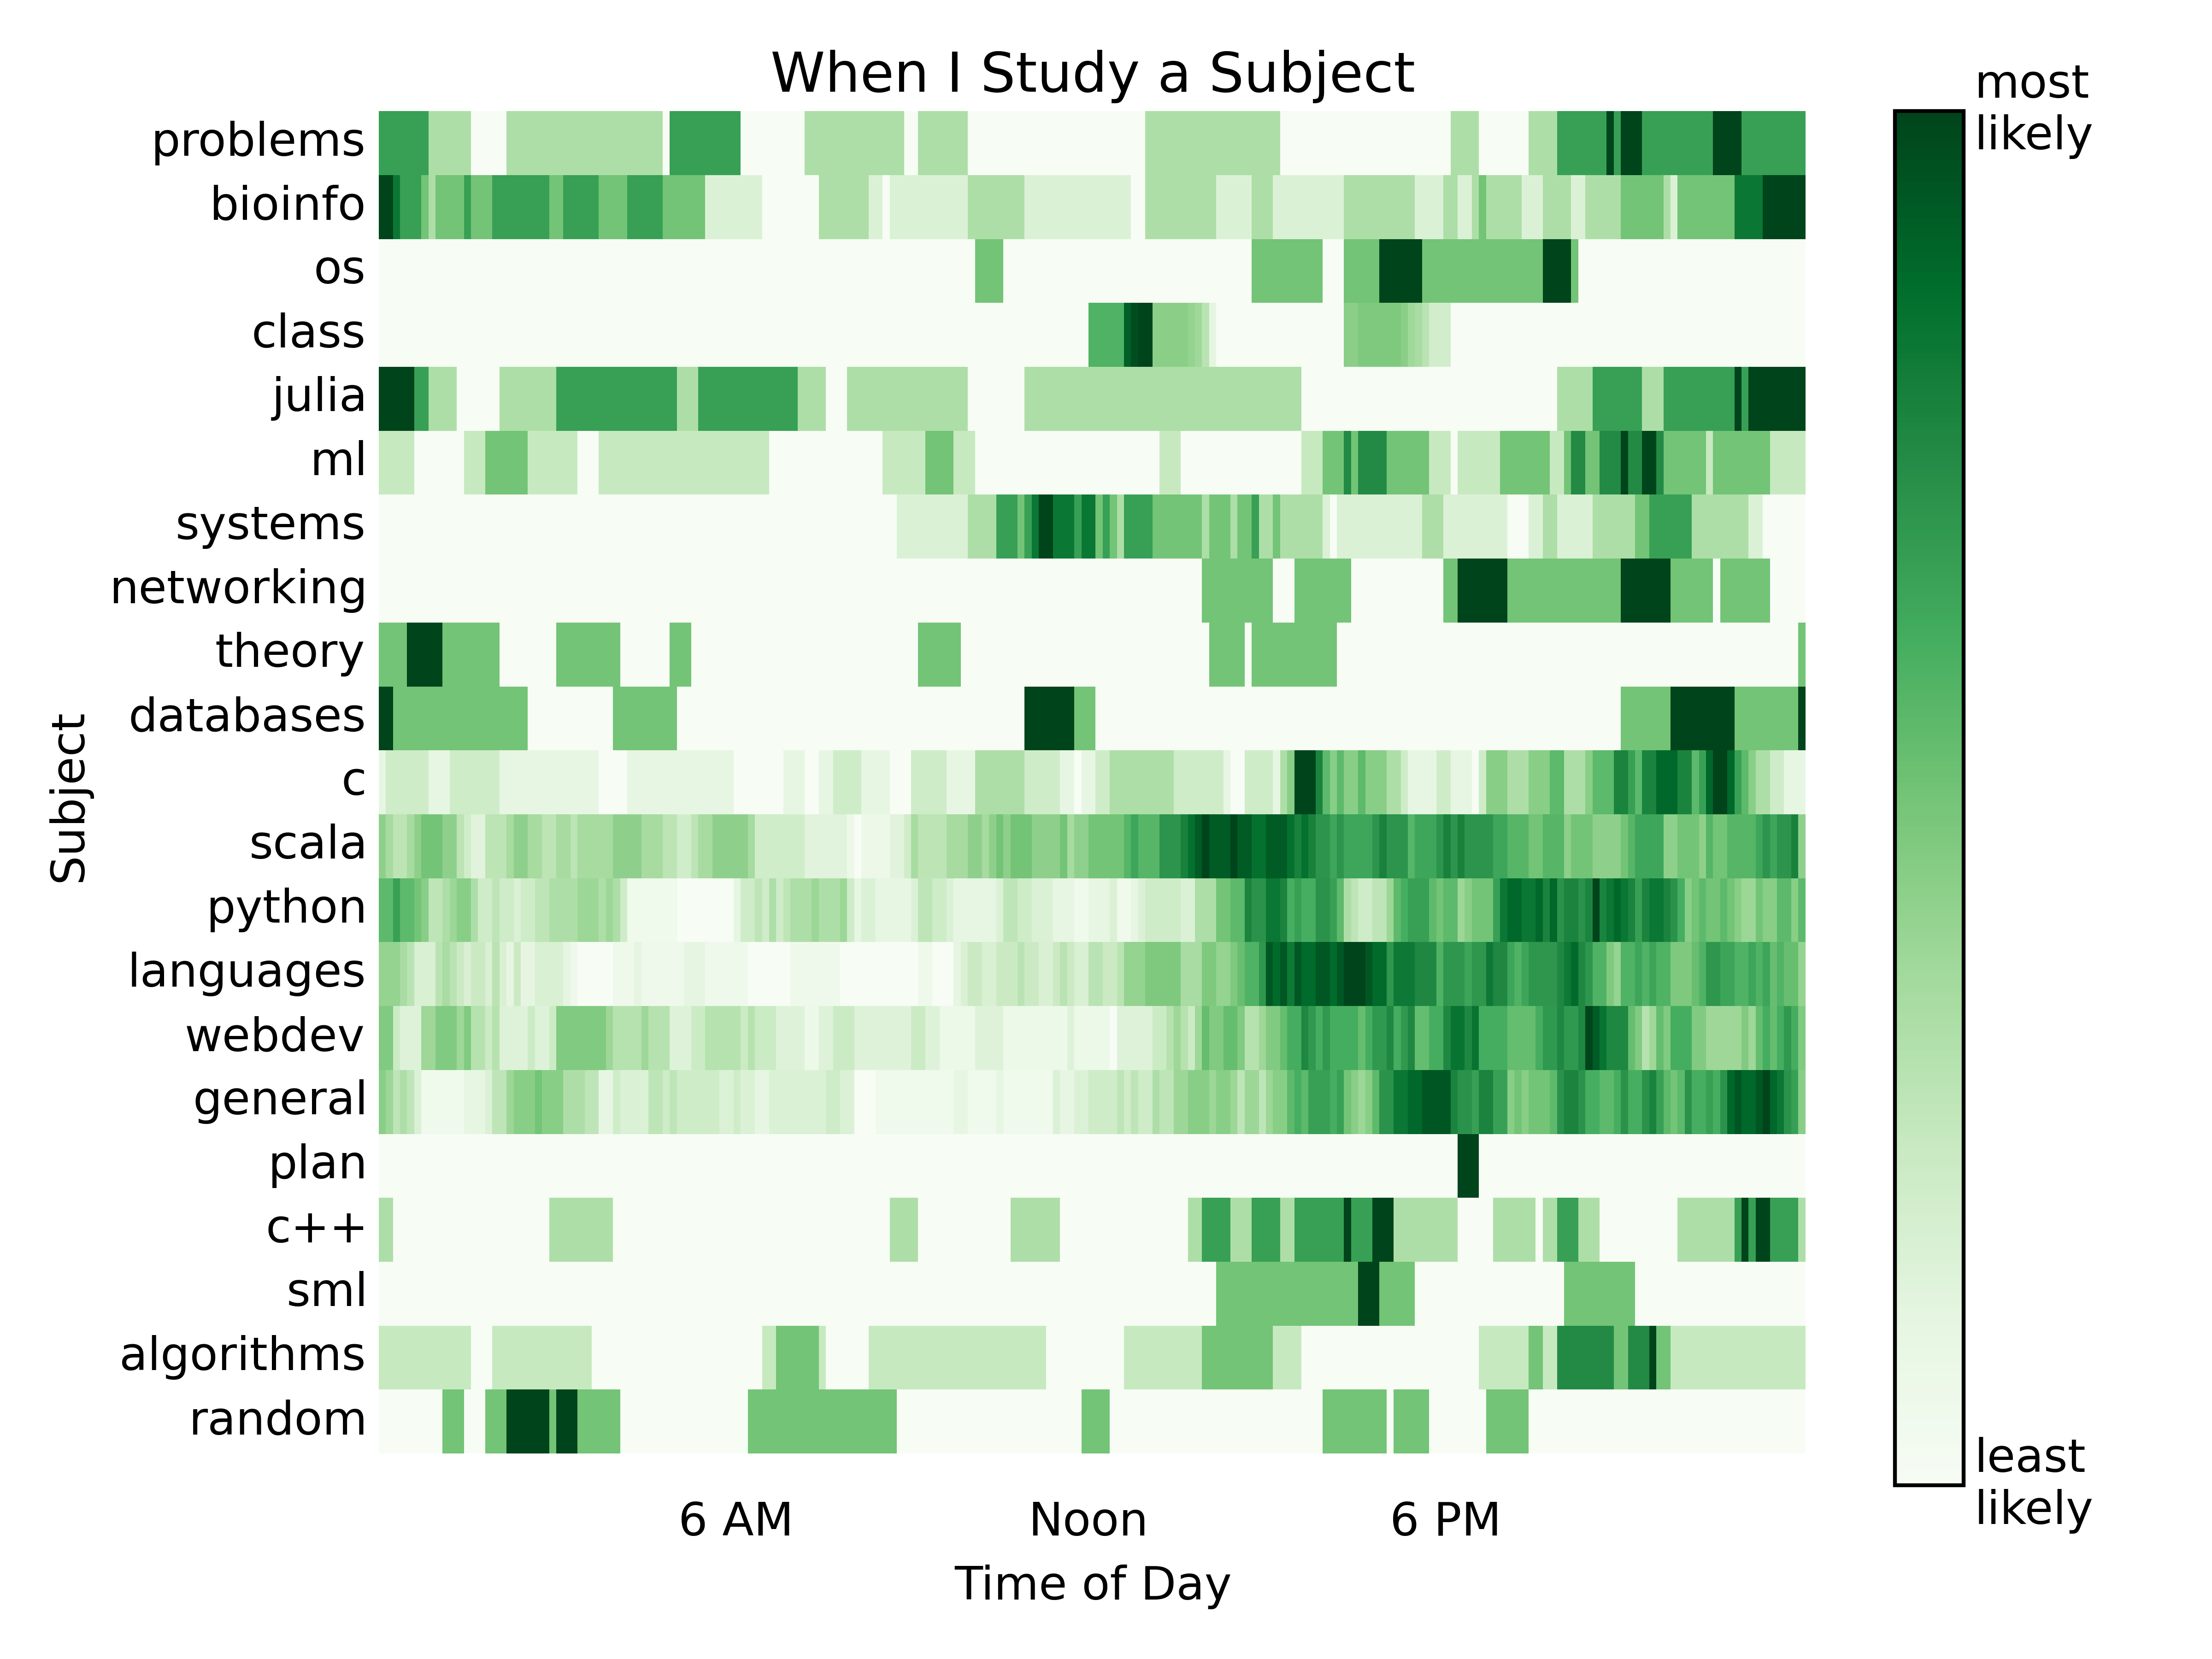 When I Study a Subject
most
likely
problems
bioinfo
os
class
julia
ml
systems
networking
theory
databases
c
scala
python
languages
webdev
general
plan
c++
sml
algorithms
random
Subject
least
likely
6 AM Noon 6 PM
Time of Day